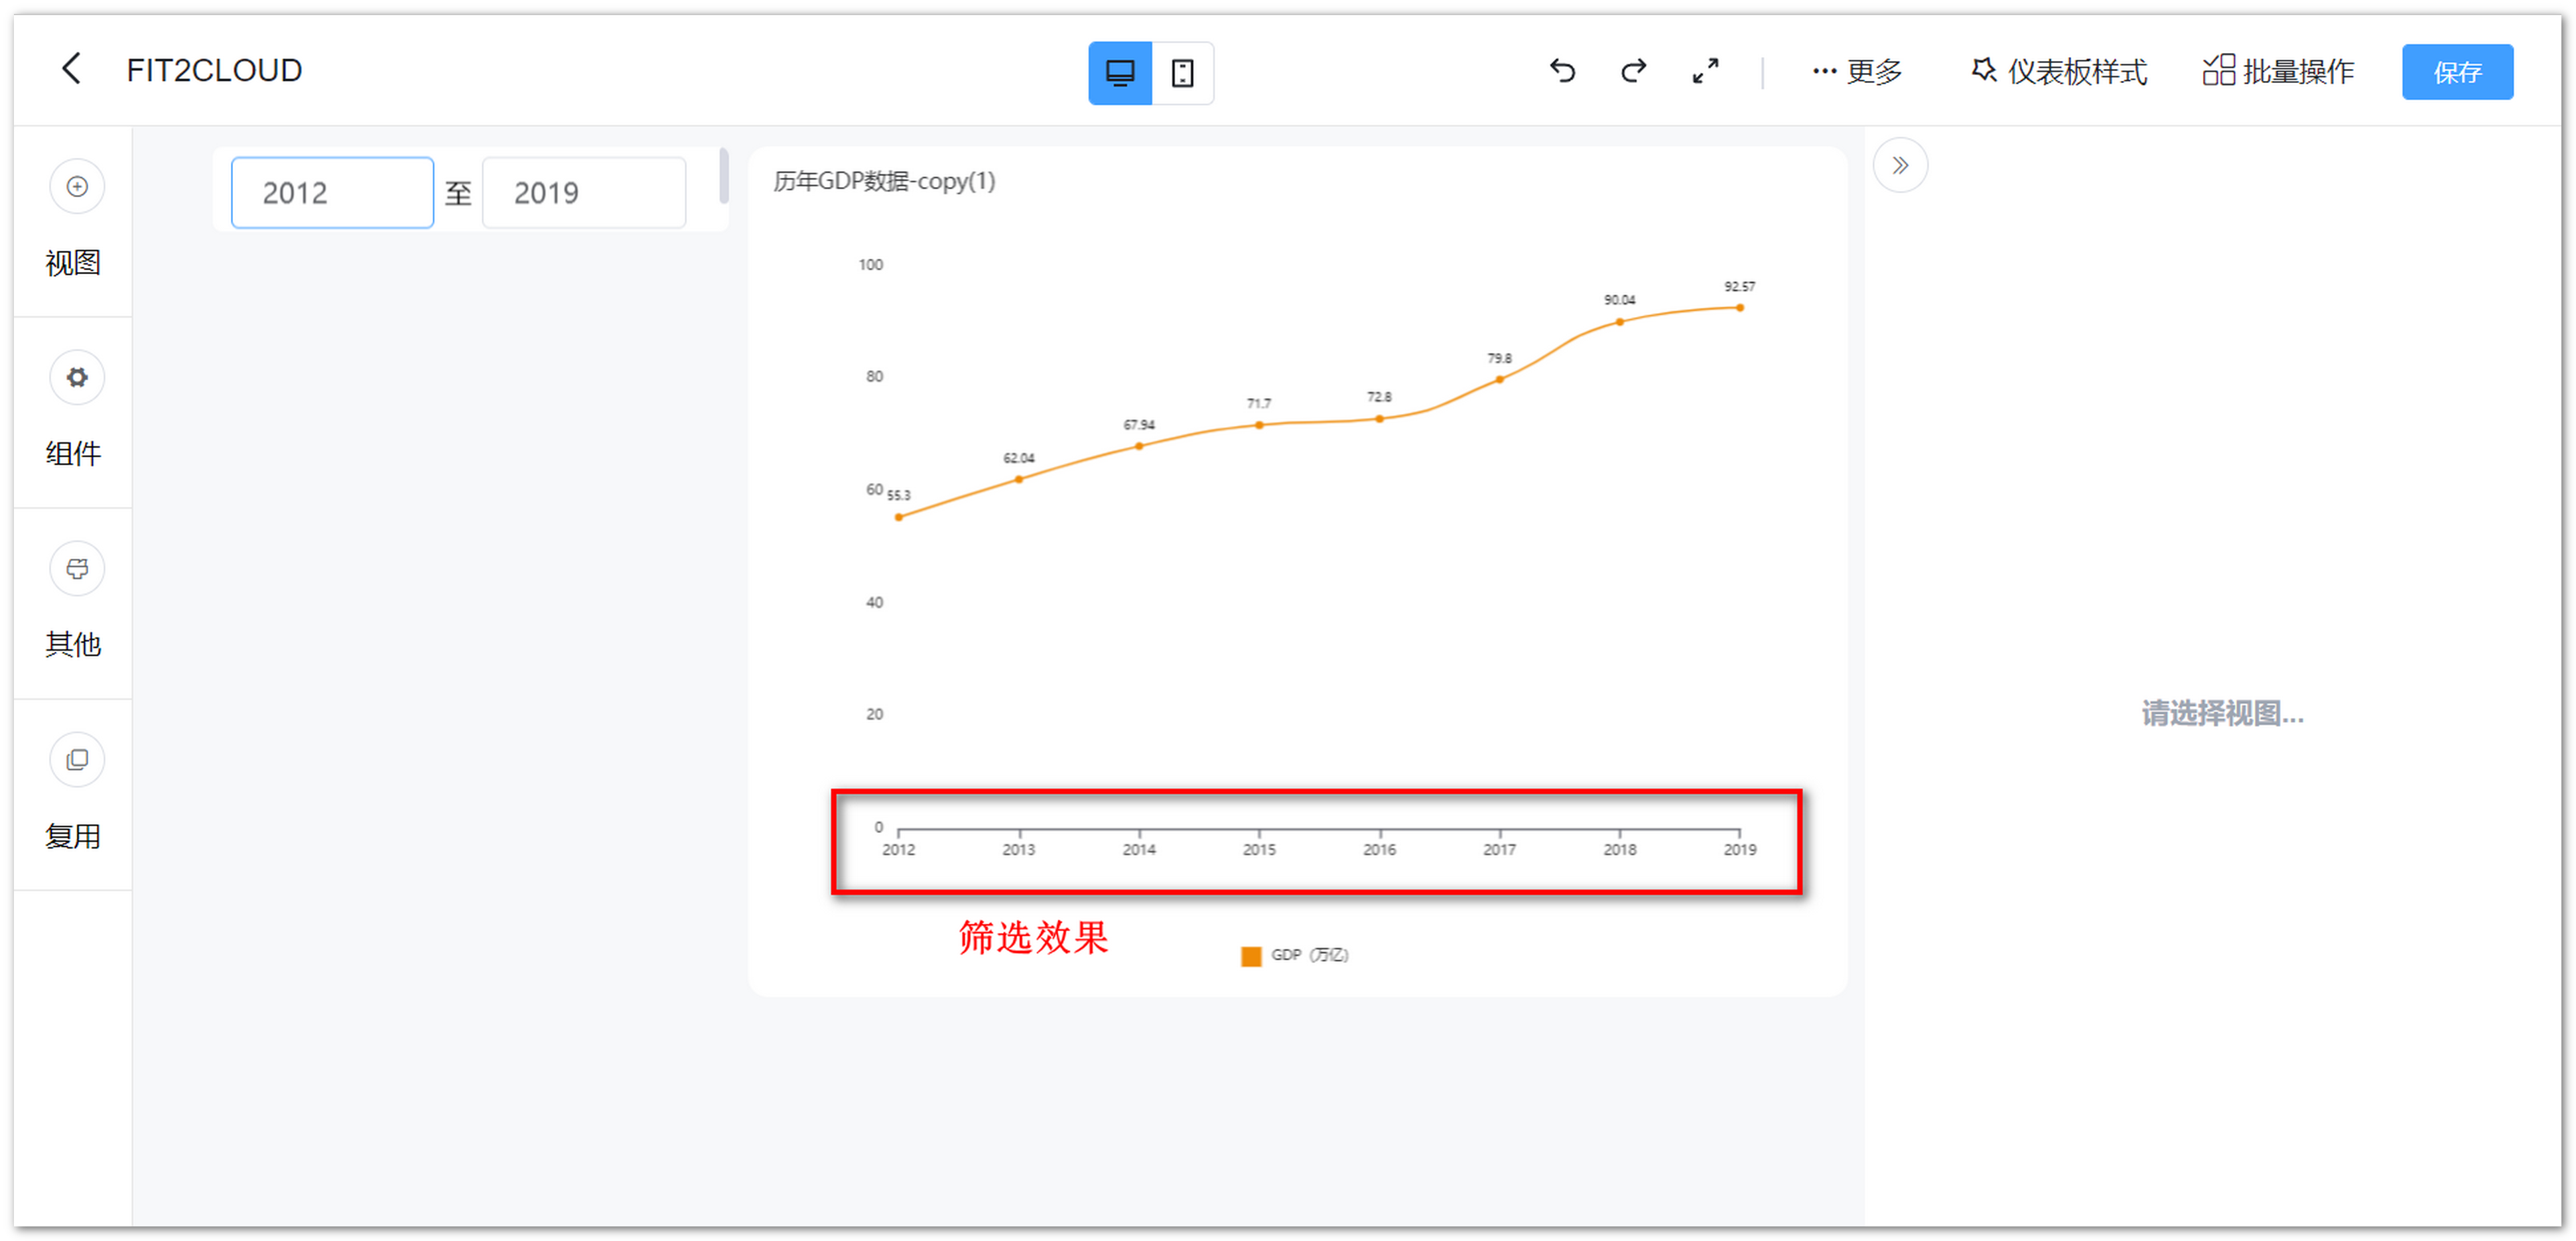 FIT2CLOUD
更多
仪表板样式
批量操作
保存
视图
组件
其他
复用
2012 至 2019
历年GDP数据-copy(1)
100
80
60
40
20
0
55.3
62.04
67.94
71.7
72.8
79.8
90.04
92.57
2012 2013 2014 2015 2016 2017 2018 2019
筛选效果
GDP (万亿)
请选择视图...